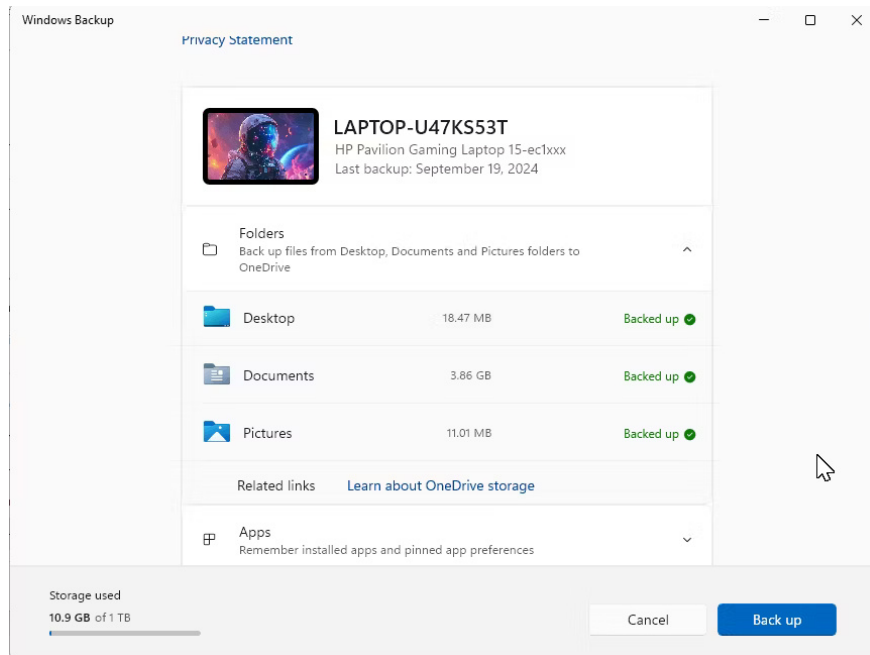 Windows Backup
Privacy Statement
LAPTOP-U47KS53T
HP Pavilion Gaming Laptop 15-ec1xxx
Last backup: September 19, 2024
Folders
Back up files from Desktop, Documents and Pictures folders to
OneDrive
Desktop 18.47 MB Backed up
Documents 3.86 GB Backed up
Pictures 11.01 MB Backed up
Related links Learn about OneDrive storage
Apps
Remember installed apps and pinned app preferences
Storage used
10.9 GB of 1 TB
Cancel Back up